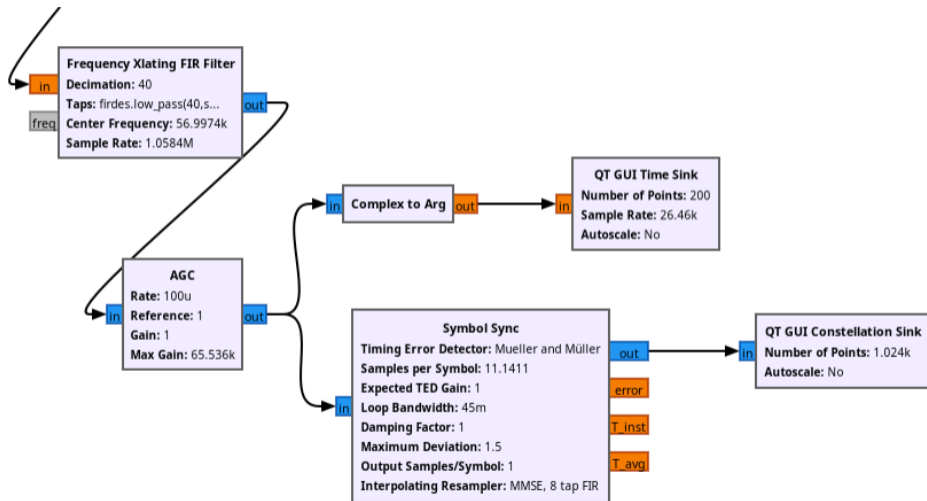 Frequency Xlating FIR Filter
in
Decimation: 40
Taps: firdes.low_pass(40,s...
out
freq
Center Frequency: 56.9974k
Sample Rate: 1.0584M
in
Complex to Arg
out
in
QT GUI Time Sink
Number of Points: 200
Sample Rate: 26.46k
Autoscale: No
AGC
Rate: 100u
in
Reference: 1
out
Gain: 1
Max Gain: 65.536k
Symbol Sync
Timing Error Detector: Mueller and Müller
out
Samples per Symbol: 11.1411
Expected TED Gain: 1
error
in
Loop Bandwidth: 45m
Damping Factor: 1
T_inst
Maximum Deviation: 1.5
Output Samples/Symbol: 1
T_avg
Interpolating Resampler: MMSE, 8 tap FIR
QT GUI Constellation Sink
in
Number of Points: 1.024k
Autoscale: No